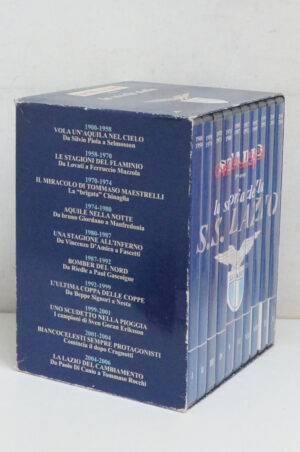 1900-1958
VOLA UN'AQUILA NEL CIELO
Da Silvio Piola a Selmosson
1958-1970
LE STAGIONI DEL FLAMINIO
Da Lovati a Ferruccio Mazzola
1970-1974
IL MIRACOLO DI TOMMASO MAESTRELLI
La "brigata" Chinaglia
1974-1980
AQUILE NELLA NOTTE
Da Bruno Giordano a Manfredonia
1980-1987
UNA STAGIONE ALL'INFERNO
Da Vincenzo D'Amico a Fascetti
1987-1992
BOMBER DEL NORD
Da Riedle a Paul Gascoigne
1992-1999
L'ULTIMA COPPA DELLE COPPE
Da Beppe Signori a Nesta
1999-2001
UNO SCUDETTO NELLA PIOGGIA
I campioni di Sven Goran Eriksson
2001-2004
BIANCOCELESTI SEMPRE PROTAGONISTI
Comincia il dopo Cragnotti
2004-2006
LA LAZIO DEL CAMBIAMENTO
Da Paolo Di Canio a Tommaso Rocchi
la storia della
S.S. LAZIO